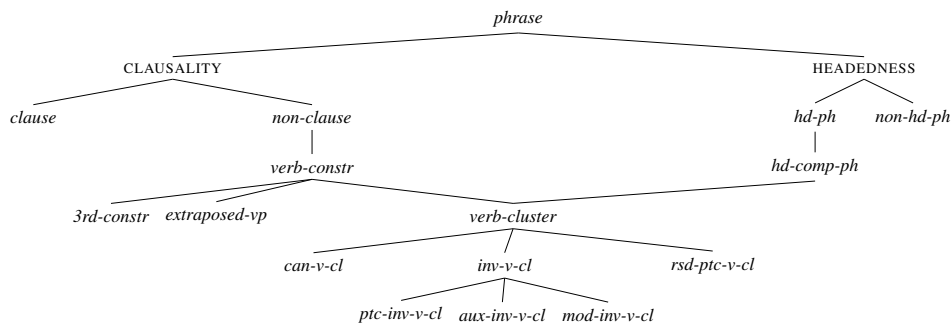 phrase
CLAUSALITY HEADEDNESS
clause non-clause hd-ph non-hd-ph
verb-constr hd-comp-ph
3rd-constr extraposed-vp verb-cluster
can-v-cl inv-v-cl rsd-ptc-v-cl
ptc-inv-v-cl aux-inv-v-cl mod-inv-v-cl